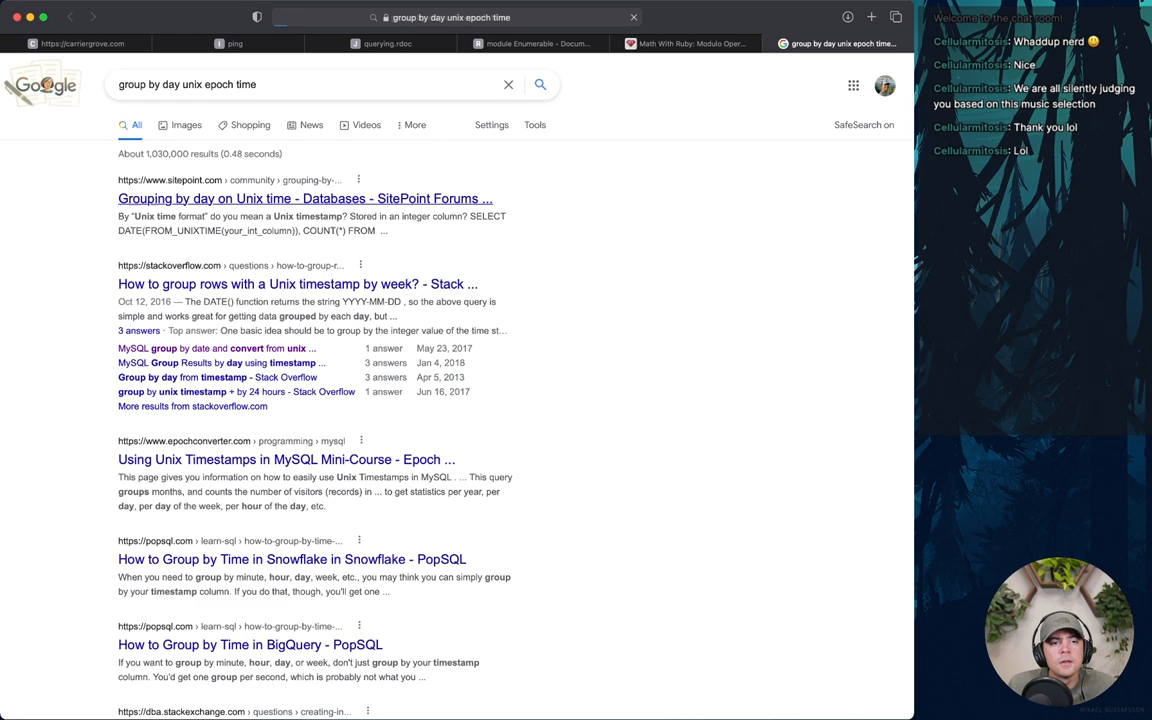 group by day unix epoch time
https://carriergrove.com
ping
querying.rdoc
module Enumerable - Docum...
Math With Ruby: Modulo Oper...
group by day unix epoch time...
Google
group by day unix epoch time
All
Images
Shopping
News
Videos
More
Settings
Tools
SafeSearch on
About 1,030,000 results (0.48 seconds)
https://www.sitepoint.com › community › grouping-by-...
Grouping by day on Unix time - Databases - SitePoint Forums ...
By "Unix time format" do you mean a Unix timestamp? Stored in an integer column? SELECT
DATE(FROM_UNIXTIME(your_int_column)), COUNT(*) FROM ...
https://stackoverflow.com › questions › how-to-group-r...
How to group rows with a Unix timestamp by week? - Stack ...
Oct 12, 2016 — The DATE() function returns the string YYYY-MM-DD , so the above query is
simple and works great for getting data grouped by each day, but ...
3 answers · Top answer: One basic idea should be to group by the integer value of the time st...
MySQL group by date and convert from unix ... 1 answer May 23, 2017
MySQL Group Results by day using timestamp ... 3 answers Jan 4, 2018
Group by day from timestamp - Stack Overflow 3 answers Apr 5, 2013
group by unix timestamp + by 24 hours - Stack Overflow 1 answer Jun 16, 2017
More results from stackoverflow.com
https://www.epochconverter.com › programming › mysql
Using Unix Timestamps in MySQL Mini-Course - Epoch ...
This page gives you information on how to easily use Unix Timestamps in MySQL . ... This query
groups months, and counts the number of visitors (records) in ... to get statistics per year, per
day, per day of the week, per hour of the day, etc.
https://popsql.com › learn-sql › how-to-group-by-time-...
How to Group by Time in Snowflake in Snowflake - PopSQL
When you need to group by minute, hour, day, week, etc., you may think you can simply group
by your timestamp column. If you do that, though, you'll get one ...
https://popsql.com › learn-sql › how-to-group-by-time-...
How to Group by Time in BigQuery - PopSQL
If you want to group by minute, hour, day, or week, don't just group by your timestamp
column. You'd get one group per second, which is probably not what you ...
https://dba.stackexchange.com › questions › creating-in...
Welcome to the chat room!
Cellularmitosis: Whaddup nerd 😃
Cellularmitosis: Nice
Cellularmitosis: We are all silently judging
you based on this music selection
Cellularmitosis: Thank you lol
Cellularmitosis: Lol
MIKAEL GUSTAFSSON